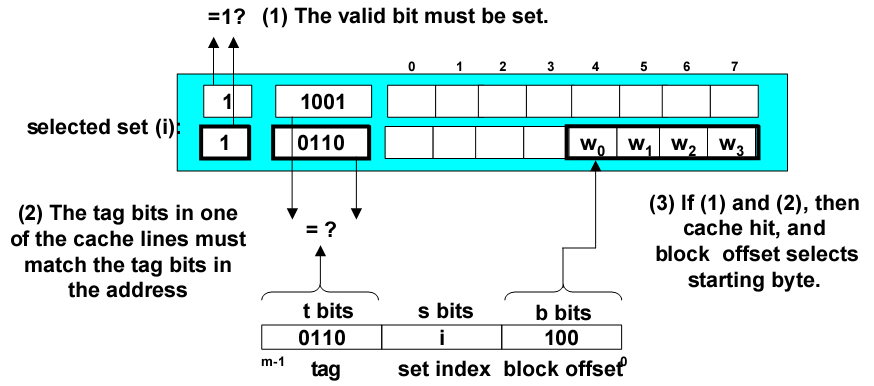 =1? (1) The valid bit must be set.
0 1 2 3 4 5 6 7
1 1001
selected set (i):
1 0110 w0 w1 w2 w3
(2) The tag bits in one
of the cache lines must
match the tag bits in
the address
= ?
(3) If (1) and (2), then
cache hit, and
block offset selects
starting byte.
t bits s bits b bits
0110 i 100
m-1 tag set index block offset 0